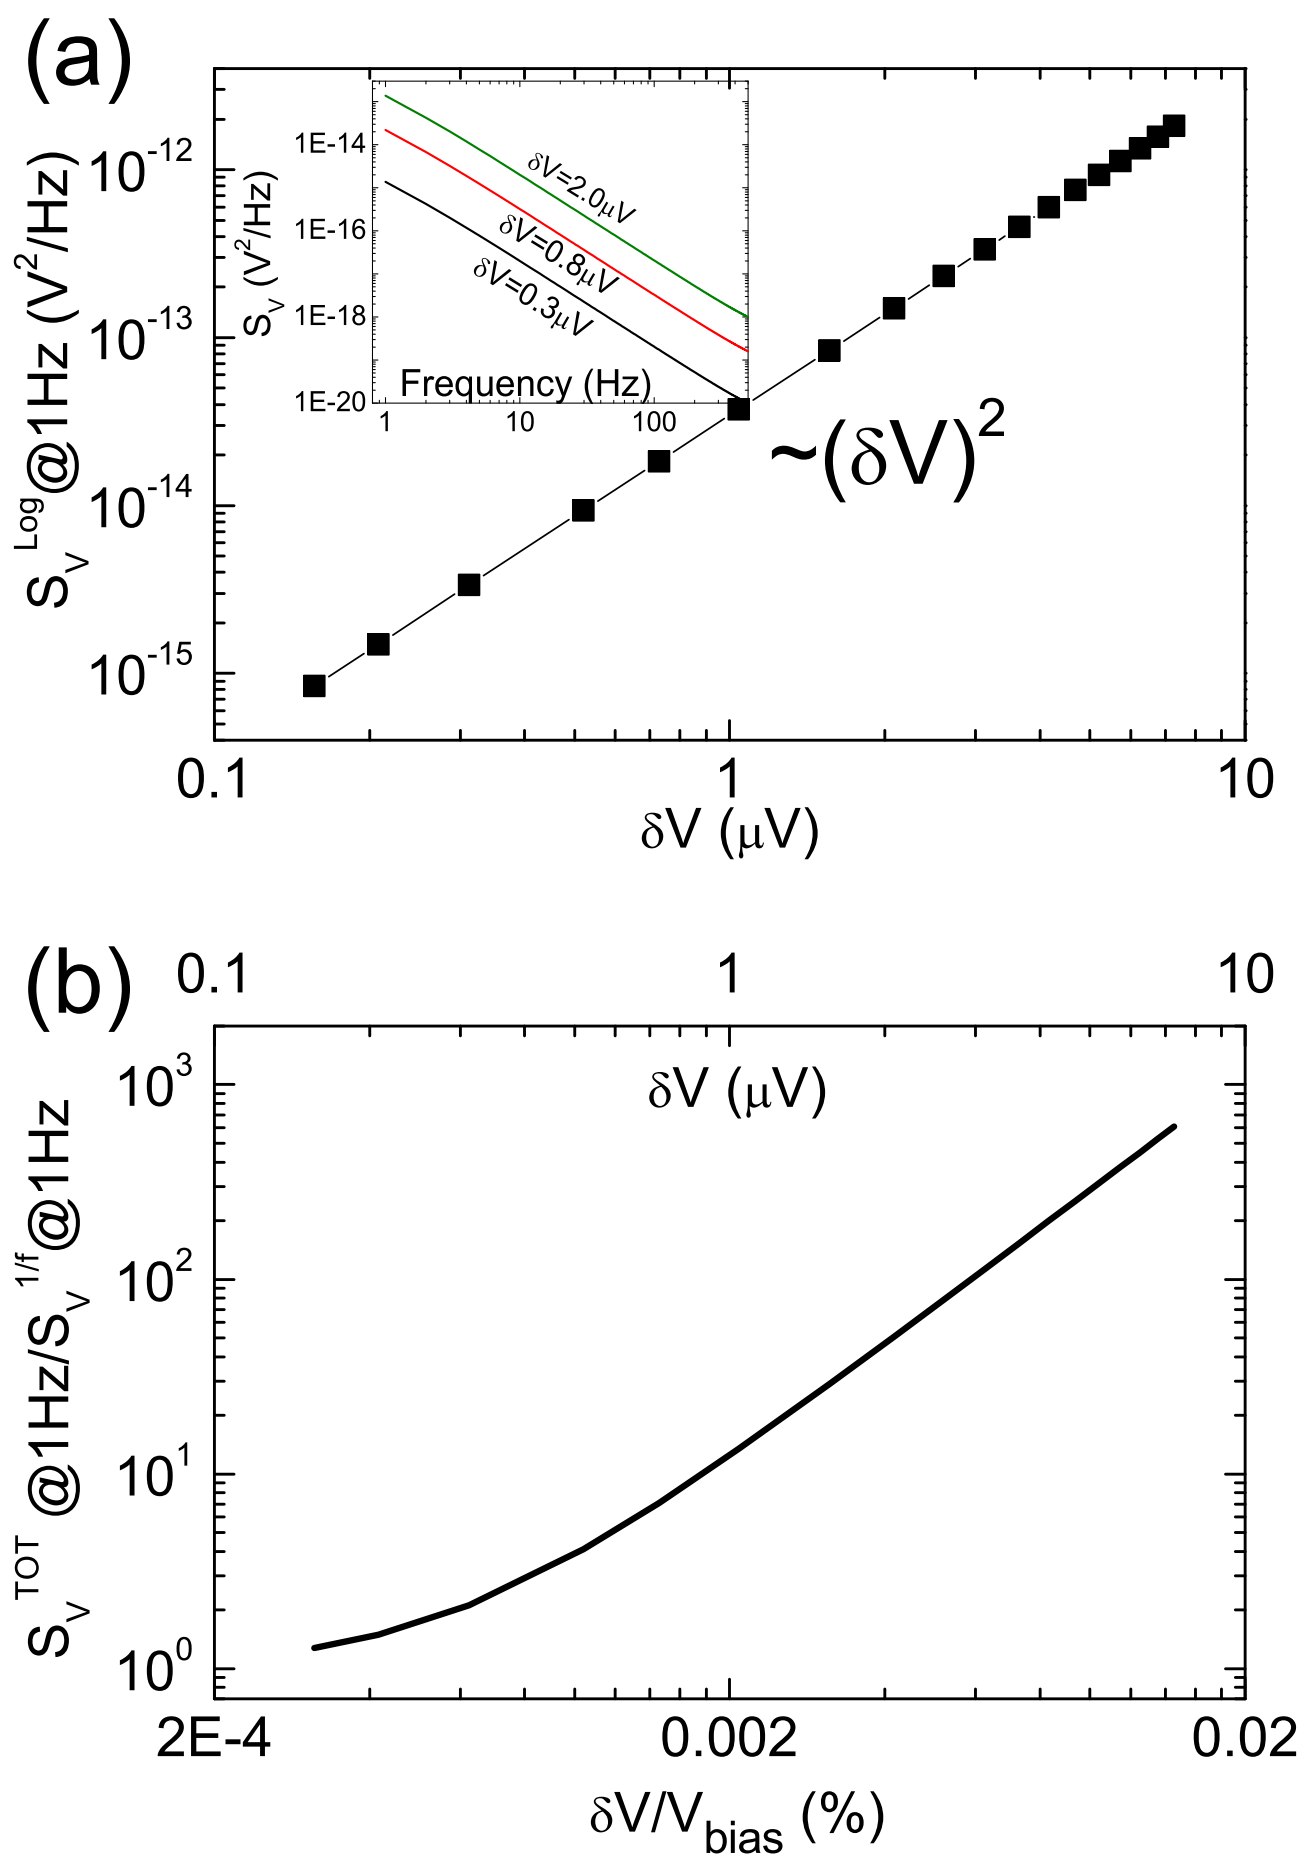 (a)
S_V^Log@1Hz (V²/Hz)
10⁻¹²
10⁻¹³
10⁻¹⁴
10⁻¹⁵
S_V (V²/Hz)
1E-14
1E-16
1E-18
1E-20
δV=2.0μV
δV=0.8μV
δV=0.3μV
Frequency (Hz)
1 10 100
~(δV)²
0.1 1 10
δV (μV)
(b)
0.1 1 10
δV (μV)
S_V^TOT @1Hz/S_V^1/f@1Hz
10³
10²
10¹
10⁰
2E-4 0.002 0.02
δV/V_bias (%)